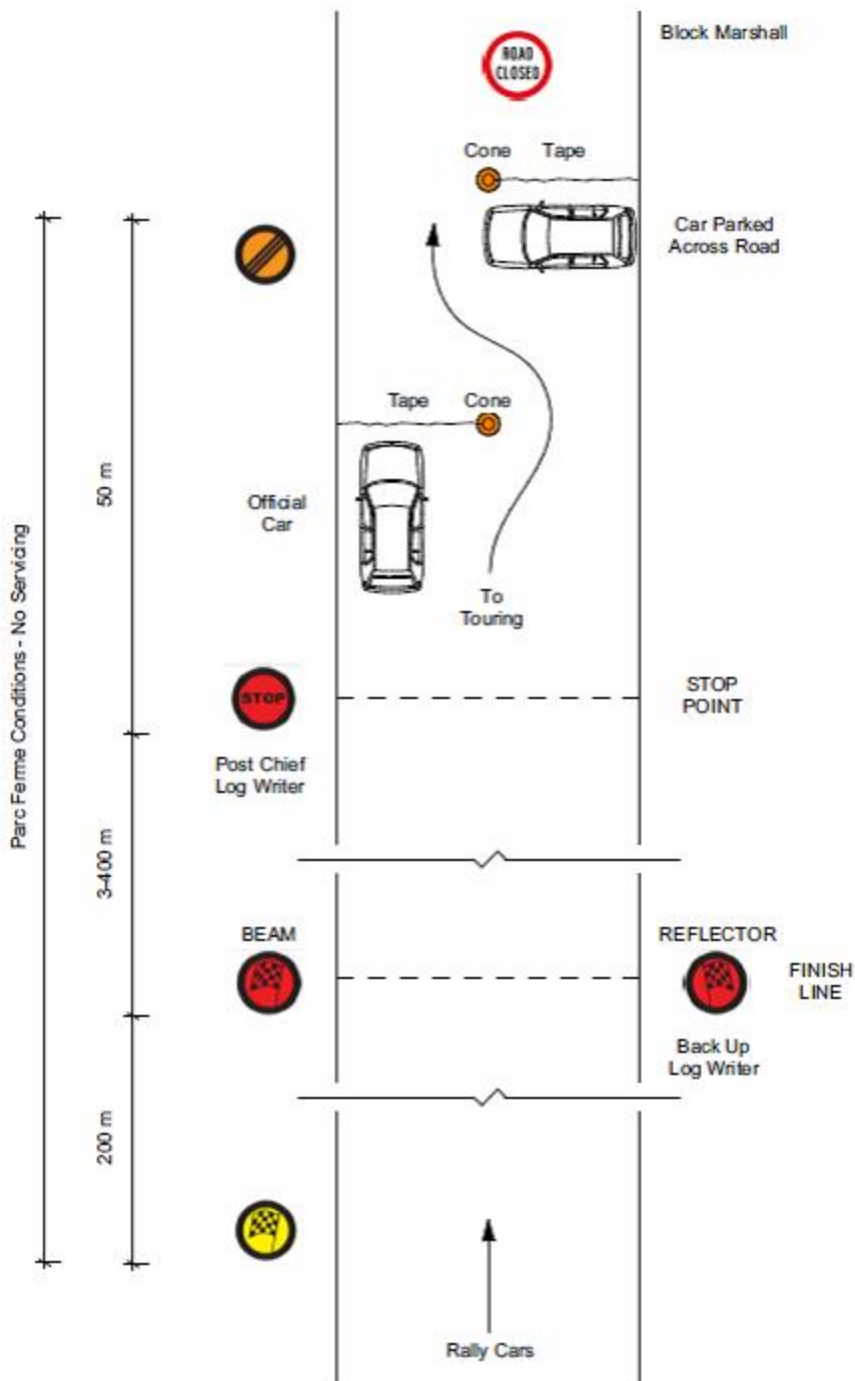 Block Marshall
ROAD
CLOSED
Cone Tape
Car Parked
Across Road
Tape Cone
50 m
Official
Car
Parc Ferme Conditions - No Servicing
To
Touring
STOP
STOP
POINT
Post Chief
Log Writer
3-400 m
BEAM
REFLECTOR
FINISH
LINE
Back Up
Log Writer
200 m
Rally Cars